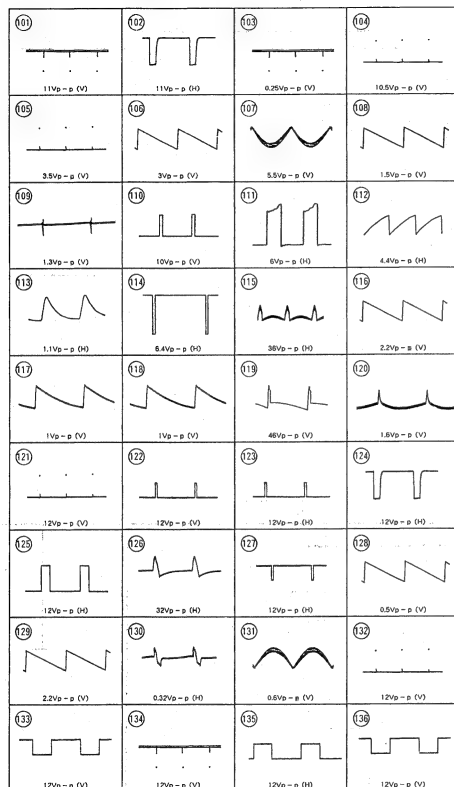 101 102 103 104
11Vp-p (V) 11Vp-p (H) 0.25Vp-p (V) 10.5Vp-p (V)
105 106 107 108
3.5Vp-p (V) 3Vp-p (V) 5.5Vp-p (V) 1.5Vp-p (V)
109 110 111 112
1.3Vp-p (V) 10Vp-p (V) 6Vp-p (H) 4.4Vp-p (H)
113 114 115 116
1.1Vp-p (H) 6.4Vp-p (H) 36Vp-p (H) 2.2Vp-p (V)
117 118 119 120
1Vp-p (V) 1Vp-p (V) 46Vp-p (V) 1.6Vp-p (V)
121 122 123 124
12Vp-p (V) 12Vp-p (V) 12Vp-p (H) 12Vp-p (H)
125 126 127 128
12Vp-p (H) 32Vp-p (H) 12Vp-p (H) 0.5Vp-p (V)
129 130 131 132
2.2Vp-p (V) 0.32Vp-p (H) 0.6Vp-p (V) 12Vp-p (V)
133 134 135 136
12Vp-p (V) 12Vp-p (V) 12Vp-p (H) 12Vp-p (V)